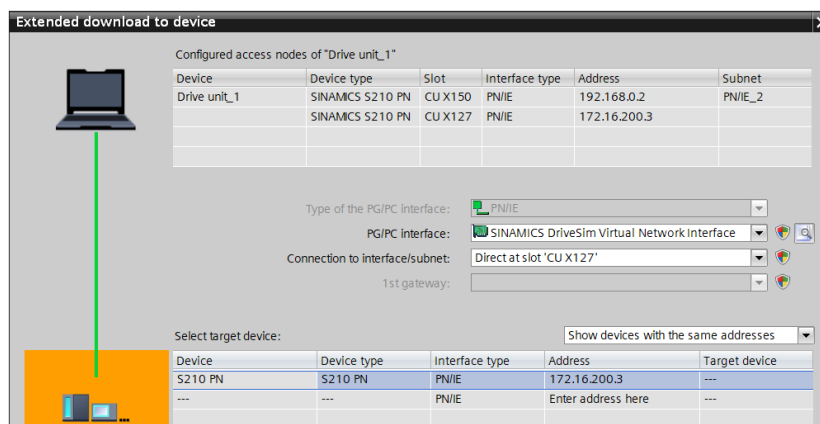 Extended download to device
Configured access nodes of "Drive unit_1"
Device Device type Slot Interface type Address Subnet
Drive unit_1 SINAMICS S210 PN CU X150 PN/IE 192.168.0.2 PN/IE_2
SINAMICS S210 PN CU X127 PN/IE 172.16.200.3
Type of the PG/PC interface: PN/IE
PG/PC interface: SINAMICS DriveSim Virtual Network Interface
Connection to interface/subnet: Direct at slot 'CU X127'
1st gateway:
Select target device: Show devices with the same addresses
Device Device type Interface type Address Target device
S210 PN S210 PN PN/IE 172.16.200.3 ---
--- --- PN/IE Enter address here ---